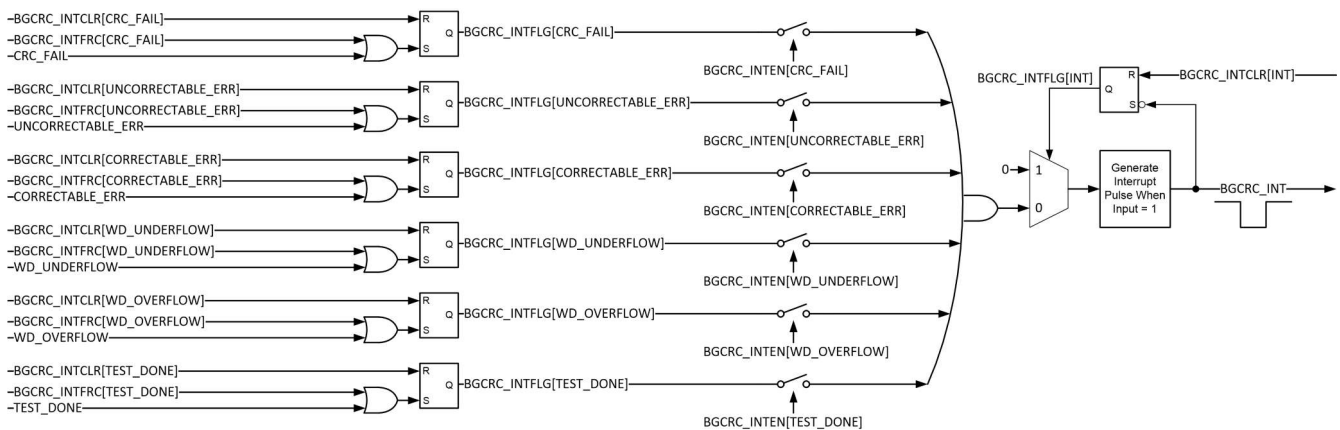 BGCRC_INTCLR[CRC_FAIL]
R
BGCRC_INTFRC[CRC_FAIL]
Q
BGCRC_INTFLG[CRC_FAIL]
S
CRC_FAIL
BGCRC_INTEN[CRC_FAIL]
BGCRC_INTCLR[UNCORRECTABLE_ERR]
R
BGCRC_INTFRC[UNCORRECTABLE_ERR]
Q
BGCRC_INTFLG[UNCORRECTABLE_ERR]
S
UNCORRECTABLE_ERR
BGCRC_INTEN[UNCORRECTABLE_ERR]
BGCRC_INTCLR[CORRECTABLE_ERR]
R
BGCRC_INTFRC[CORRECTABLE_ERR]
Q
BGCRC_INTFLG[CORRECTABLE_ERR]
S
CORRECTABLE_ERR
BGCRC_INTEN[CORRECTABLE_ERR]
BGCRC_INTCLR[WD_UNDERFLOW]
R
BGCRC_INTFRC[WD_UNDERFLOW]
Q
BGCRC_INTFLG[WD_UNDERFLOW]
S
WD_UNDERFLOW
BGCRC_INTEN[WD_UNDERFLOW]
BGCRC_INTCLR[WD_OVERFLOW]
R
BGCRC_INTFRC[WD_OVERFLOW]
Q
BGCRC_INTFLG[WD_OVERFLOW]
S
WD_OVERFLOW
BGCRC_INTEN[WD_OVERFLOW]
BGCRC_INTCLR[TEST_DONE]
R
BGCRC_INTFRC[TEST_DONE]
Q
BGCRC_INTFLG[TEST_DONE]
S
TEST_DONE
BGCRC_INTEN[TEST_DONE]
BGCRC_INTFLG[INT]
R
BGCRC_INTCLR[INT]
Q
S
0
1
0
Generate
Interrupt
Pulse When
Input = 1
BGCRC_INT